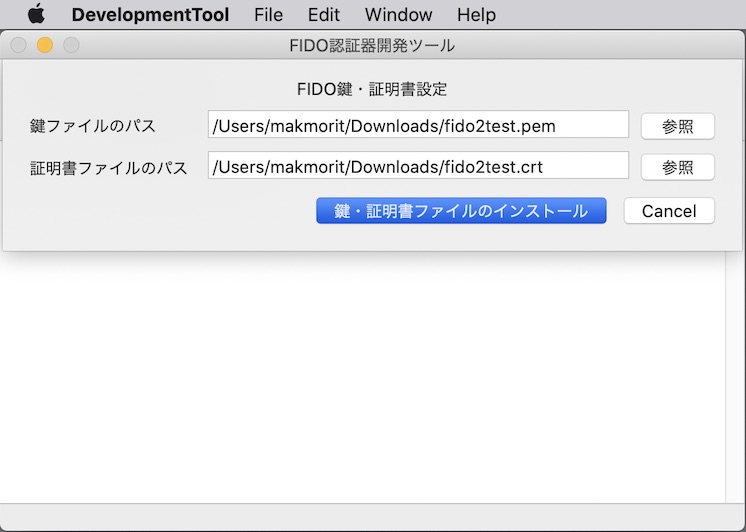 DevelopmentTool File Edit Window Help
FIDO認証器開発ツール
FIDO鍵・証明書設定
鍵ファイルのパス /Users/makmorit/Downloads/fido2test.pem 参照
証明書ファイルのパス /Users/makmorit/Downloads/fido2test.crt 参照
鍵・証明書ファイルのインストール Cancel